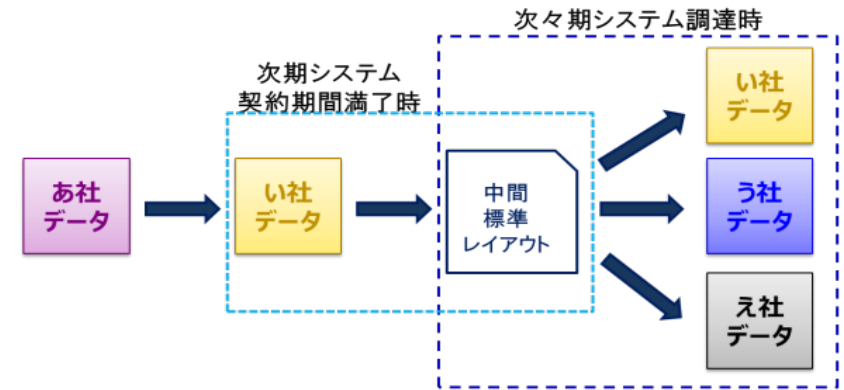 次々期システム調達時
次期システム
契約期間満了時
あ社
データ
い社
データ
中間
標準
レイアウト
い社
データ
う社
データ
え社
データ